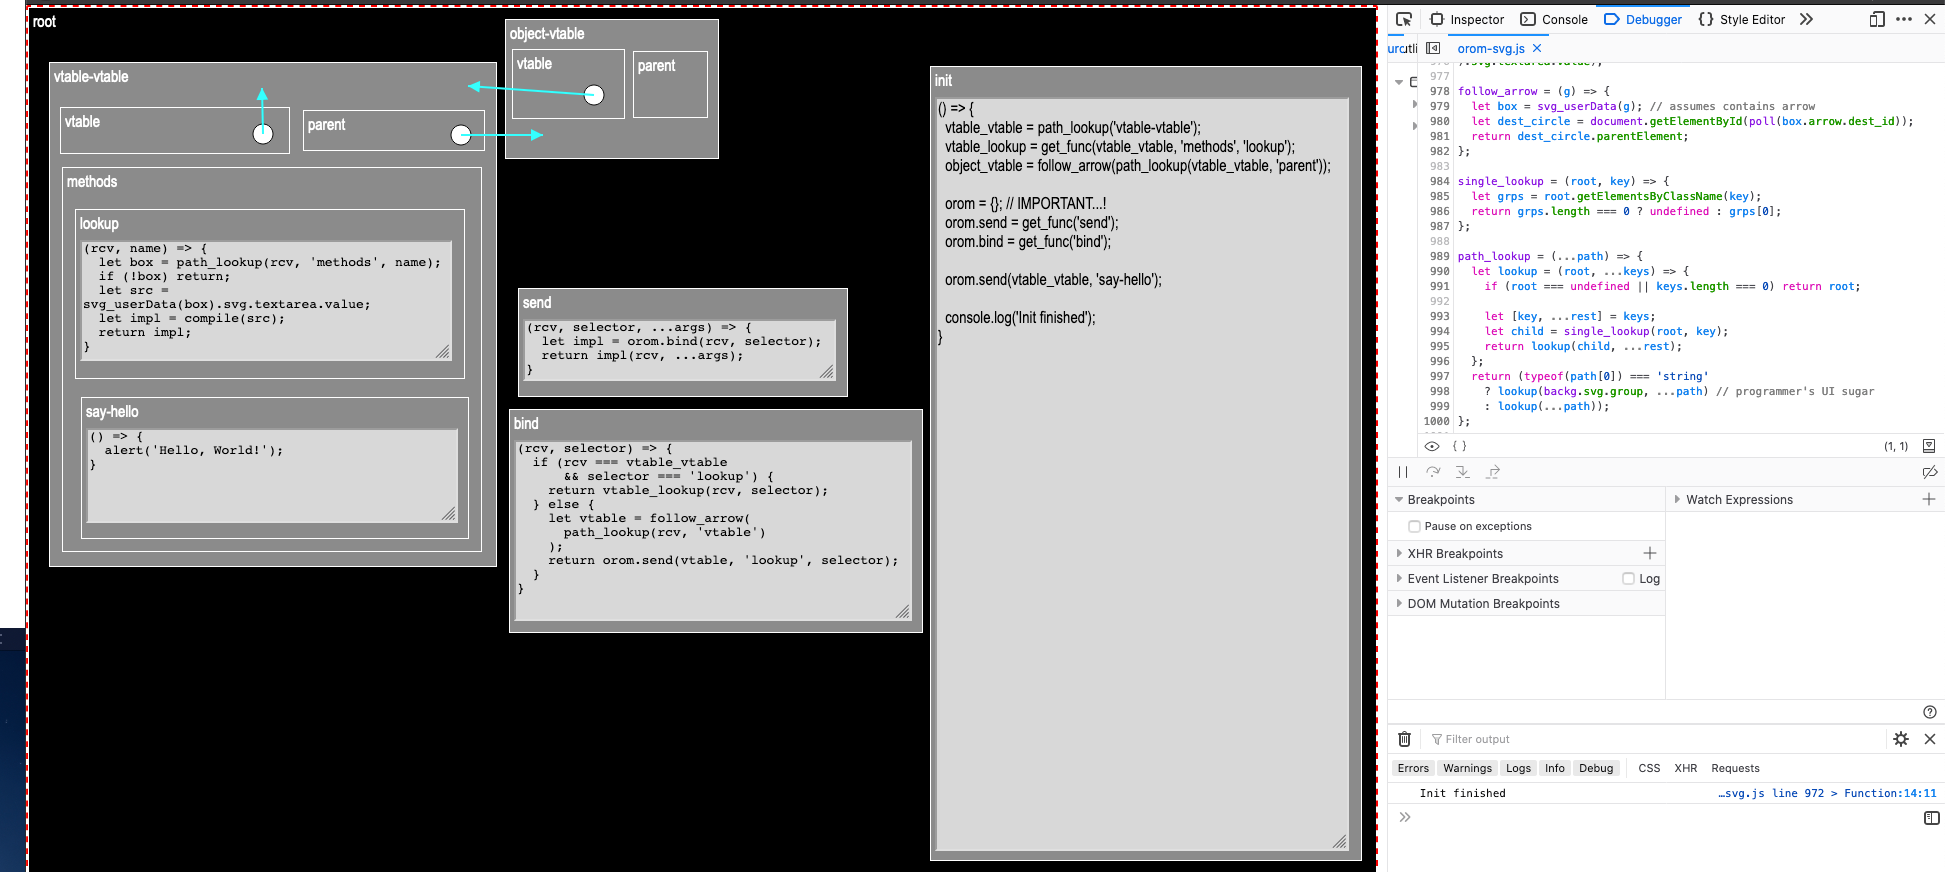 root
object-vtable
vtable
parent
vtable-vtable
vtable
parent
methods
lookup
(rcv, name) => {
  let box = path_lookup(rcv, 'methods', name);
  if (!box) return;
  let src =
svg_userData(box).svg.textarea.value;
  let impl = compile(src);
  return impl;
}
say-hello
() => {
  alert('Hello, World!');
}
send
(rcv, selector, ...args) => {
  let impl = orom.bind(rcv, selector);
  return impl(rcv, ...args);
}
bind
(rcv, selector) => {
  if (rcv === vtable_vtable
      && selector === 'lookup') {
    return vtable_lookup(rcv, selector);
  } else {
    let vtable = follow_arrow(
      path_lookup(rcv, 'vtable')
    );
    return orom.send(vtable, 'lookup', selector);
  }
}
init
() => {
  vtable_vtable = path_lookup('vtable-vtable');
  vtable_lookup = get_func(vtable_vtable, 'methods', 'lookup');
  object_vtable = follow_arrow(path_lookup(vtable_vtable, 'parent'));
  orom = {}; // IMPORTANT...!
  orom.send = get_func('send');
  orom.bind = get_func('bind');
  orom.send(vtable_vtable, 'say-hello');
  console.log('Init finished');
}
Inspector Console Debugger {} Style Editor
orom-svg.js
977
978 follow_arrow = (g) => {
979   let box = svg_userData(g); // assumes contains arrow
980   let dest_circle = document.getElementById(poll(box.arrow.dest_id));
981   return dest_circle.parentElement;
982 };
983
984 single_lookup = (root, key) => {
985   let grps = root.getElementsByClassName(key);
986   return grps.length === 0 ? undefined : grps[0];
987 };
988
989 path_lookup = (...path) => {
990   let lookup = (root, ...keys) => {
991     if (root === undefined || keys.length === 0) return root;
992
993     let [key, ...rest] = keys;
994     let child = single_lookup(root, key);
995     return lookup(child, ...rest);
996   };
997   return (typeof(path[0]) === 'string'
998     ? lookup(backg.svg.group, ...path) // programmer's UI sugar
999     : lookup(...path));
1000 };
{ } (1, 1)
Breakpoints
Watch Expressions
Pause on exceptions
XHR Breakpoints
Event Listener Breakpoints Log
DOM Mutation Breakpoints
Filter output
Errors Warnings Logs Info Debug CSS XHR Requests
Init finished …svg.js line 972 > Function:14:11